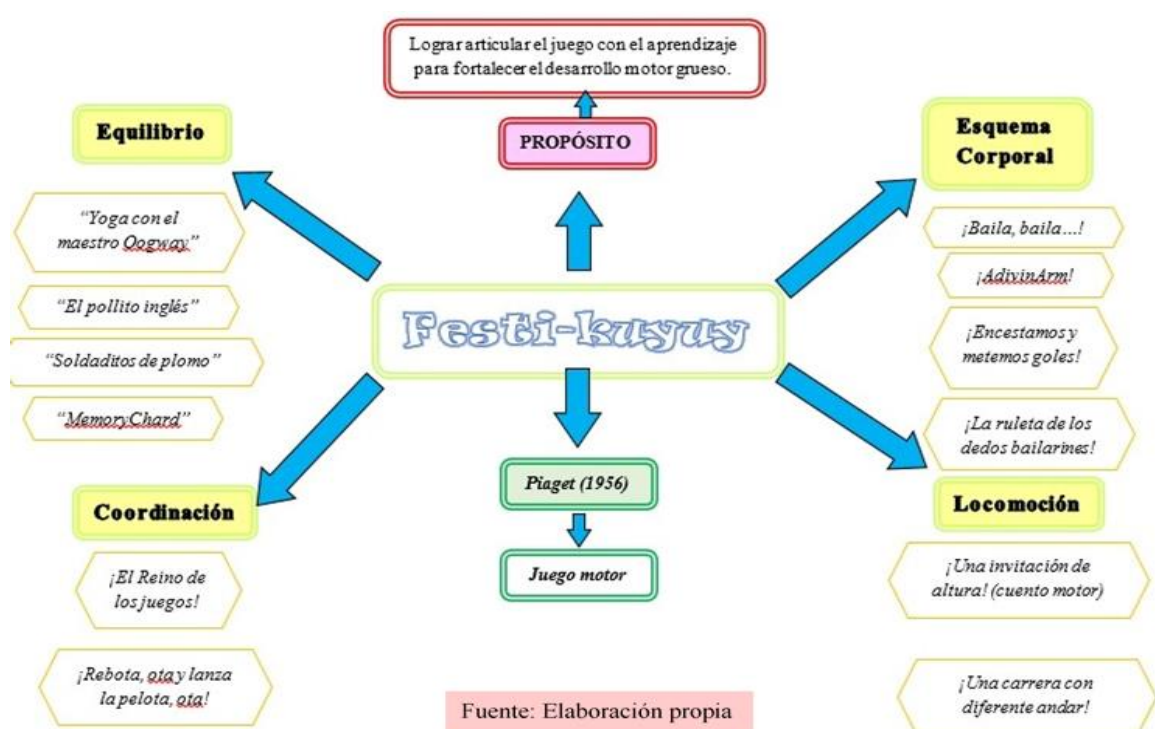 Lograr articular el juego con el aprendizaje
para fortalecer el desarrollo motor grueso.
PROPÓSITO
Equilibrio
“Yoga con el
maestro Oogway”
“El pollito inglés”
“Soldaditos de plomo”
“MemoryChard”
Esquema
Corporal
¡Baila, baila…!
¡AdivinArm!
¡Encestamos y
metemos goles!
¡La ruleta de los
dedos bailarines!
Festi-kuyuy
Piaget (1956)
Juego motor
Coordinación
¡El Reino de
los juegos!
¡Rebota, ota y lanza
la pelota, ota!
Locomoción
¡Una invitación de
altura! (cuento motor)
¡Una carrera con
diferente andar!
Fuente: Elaboración propia